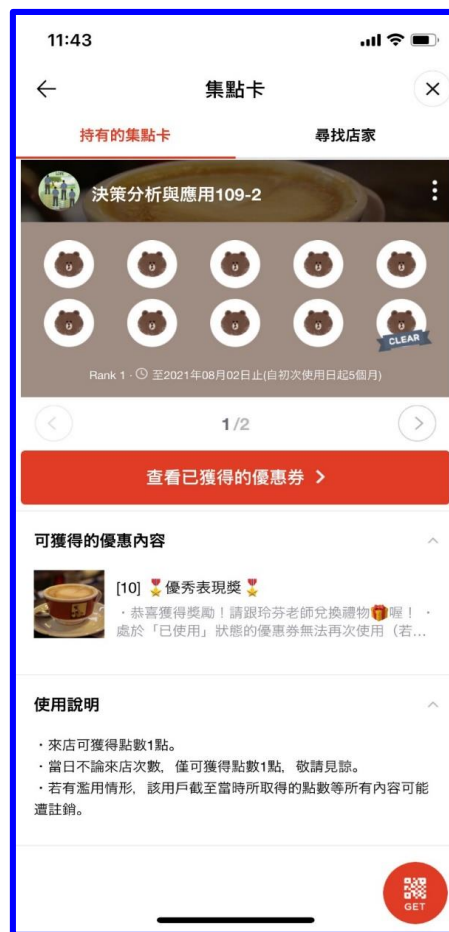 11:43
集點卡
持有的集點卡 尋找店家
決策分析與應用109-2
CLEAR
Rank 1 · 至2021年08月02日止(自初次使用日起5個月)
1/2
查看已獲得的優惠券
可獲得的優惠內容
[10] 🎖優秀表現獎🎖
・恭喜獲得獎勵！請跟玲芬老師兌換禮物🎁喔！ ・
處於「已使用」狀態的優惠券無法再次使用（若...
使用說明
・來店可獲得點數1點。
・當日不論來店次數，僅可獲得點數1點，敬請見諒。
・若有濫用情形，該用戶截至當時所取得的點數等所有內容可能
遭註銷。
GET